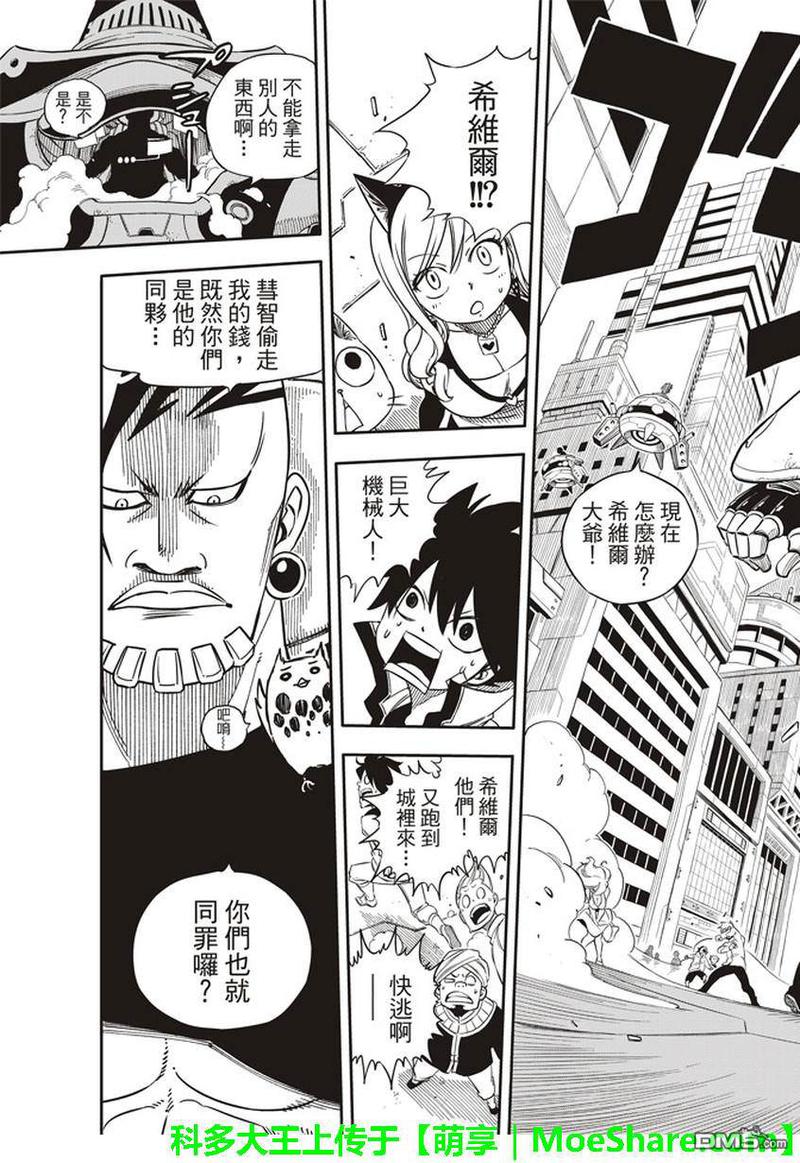 ゴゴ
現在
怎麼辦？
希維爾
大爺！
希維爾!!?
巨大
機械人！
希維爾
他們！
又跑到
城裡來⋯
快逃啊
——
不能拿走
別人的
東西啊⋯
是不
是？
彗智偷走
我的錢，
既然你們
是他的
同夥⋯
吧唷~
你們也就
同罪囉？
科多大王上传于【萌享｜MoeShare.com】
DM5.com